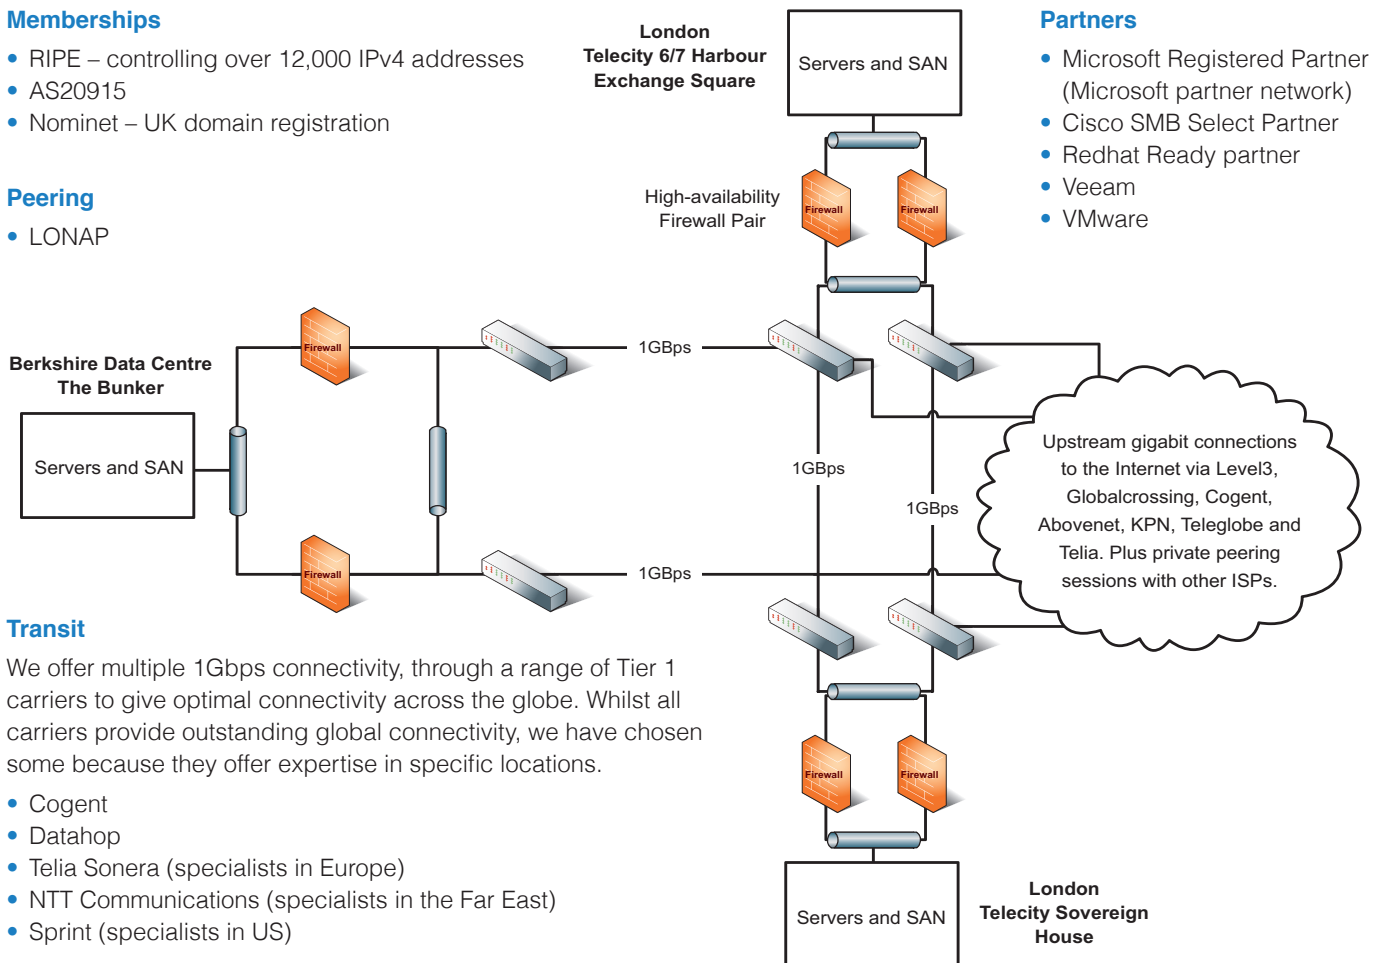 Memberships
• RIPE – controlling over 12,000 IPv4 addresses
• AS20915
• Nominet – UK domain registration
Peering
• LONAP
London
Telecity 6/7 Harbour
Exchange Square
Servers and SAN
High-availability
Firewall Pair
Firewall
Firewall
Partners
• Microsoft Registered Partner
(Microsoft partner network)
• Cisco SMB Select Partner
• Redhat Ready partner
• Veeam
• VMware
Berkshire Data Centre
The Bunker
Servers and SAN
Firewall
Firewall
1GBps
1GBps
1GBps
1GBps
Upstream gigabit connections
to the Internet via Level3,
Globalcrossing, Cogent,
Abovenet, KPN, Teleglobe and
Telia. Plus private peering
sessions with other ISPs.
Transit
We offer multiple 1Gbps connectivity, through a range of Tier 1
carriers to give optimal connectivity across the globe. Whilst all
carriers provide outstanding global connectivity, we have chosen
some because they offer expertise in specific locations.
• Cogent
• Datahop
• Telia Sonera (specialists in Europe)
• NTT Communications (specialists in the Far East)
• Sprint (specialists in US)
Firewall
Firewall
Servers and SAN
London
Telecity Sovereign
House